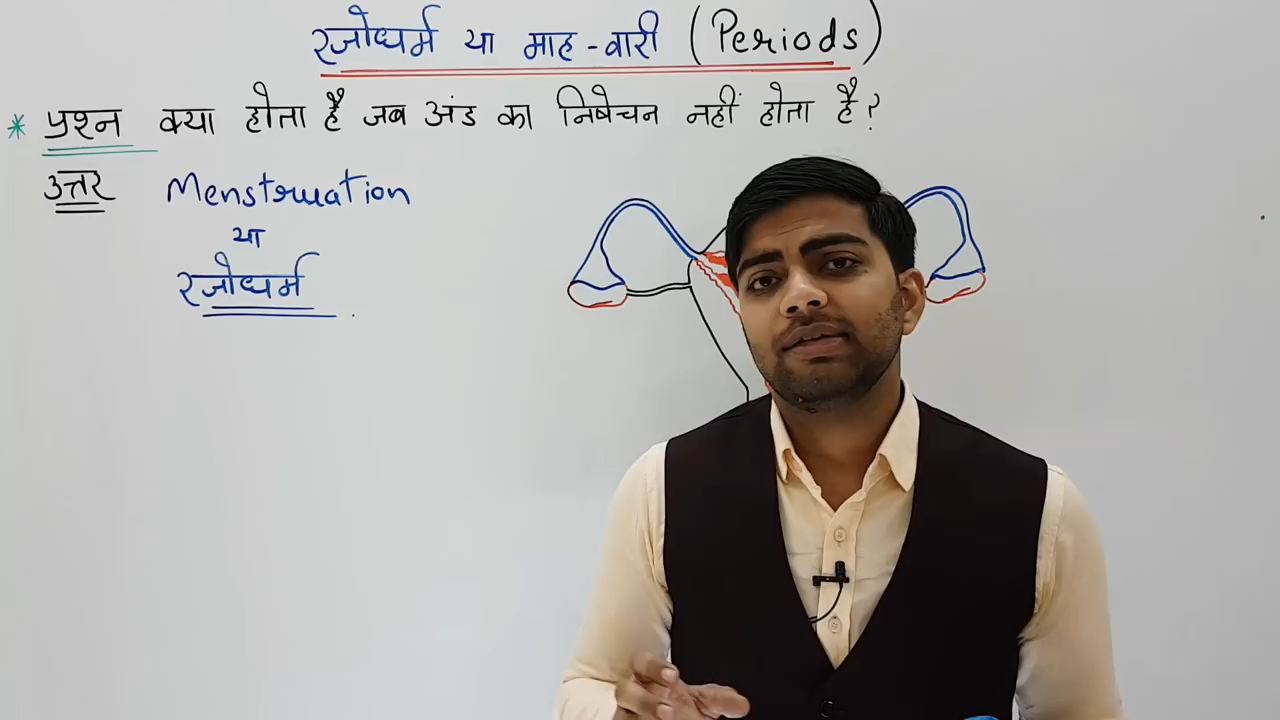 रजोधर्म या माह-वारी (Periods)
* प्रश्न क्या होता है जब अंड का निषेचन नहीं होता है?
उत्तर Menstruation
या
रजोधर्म